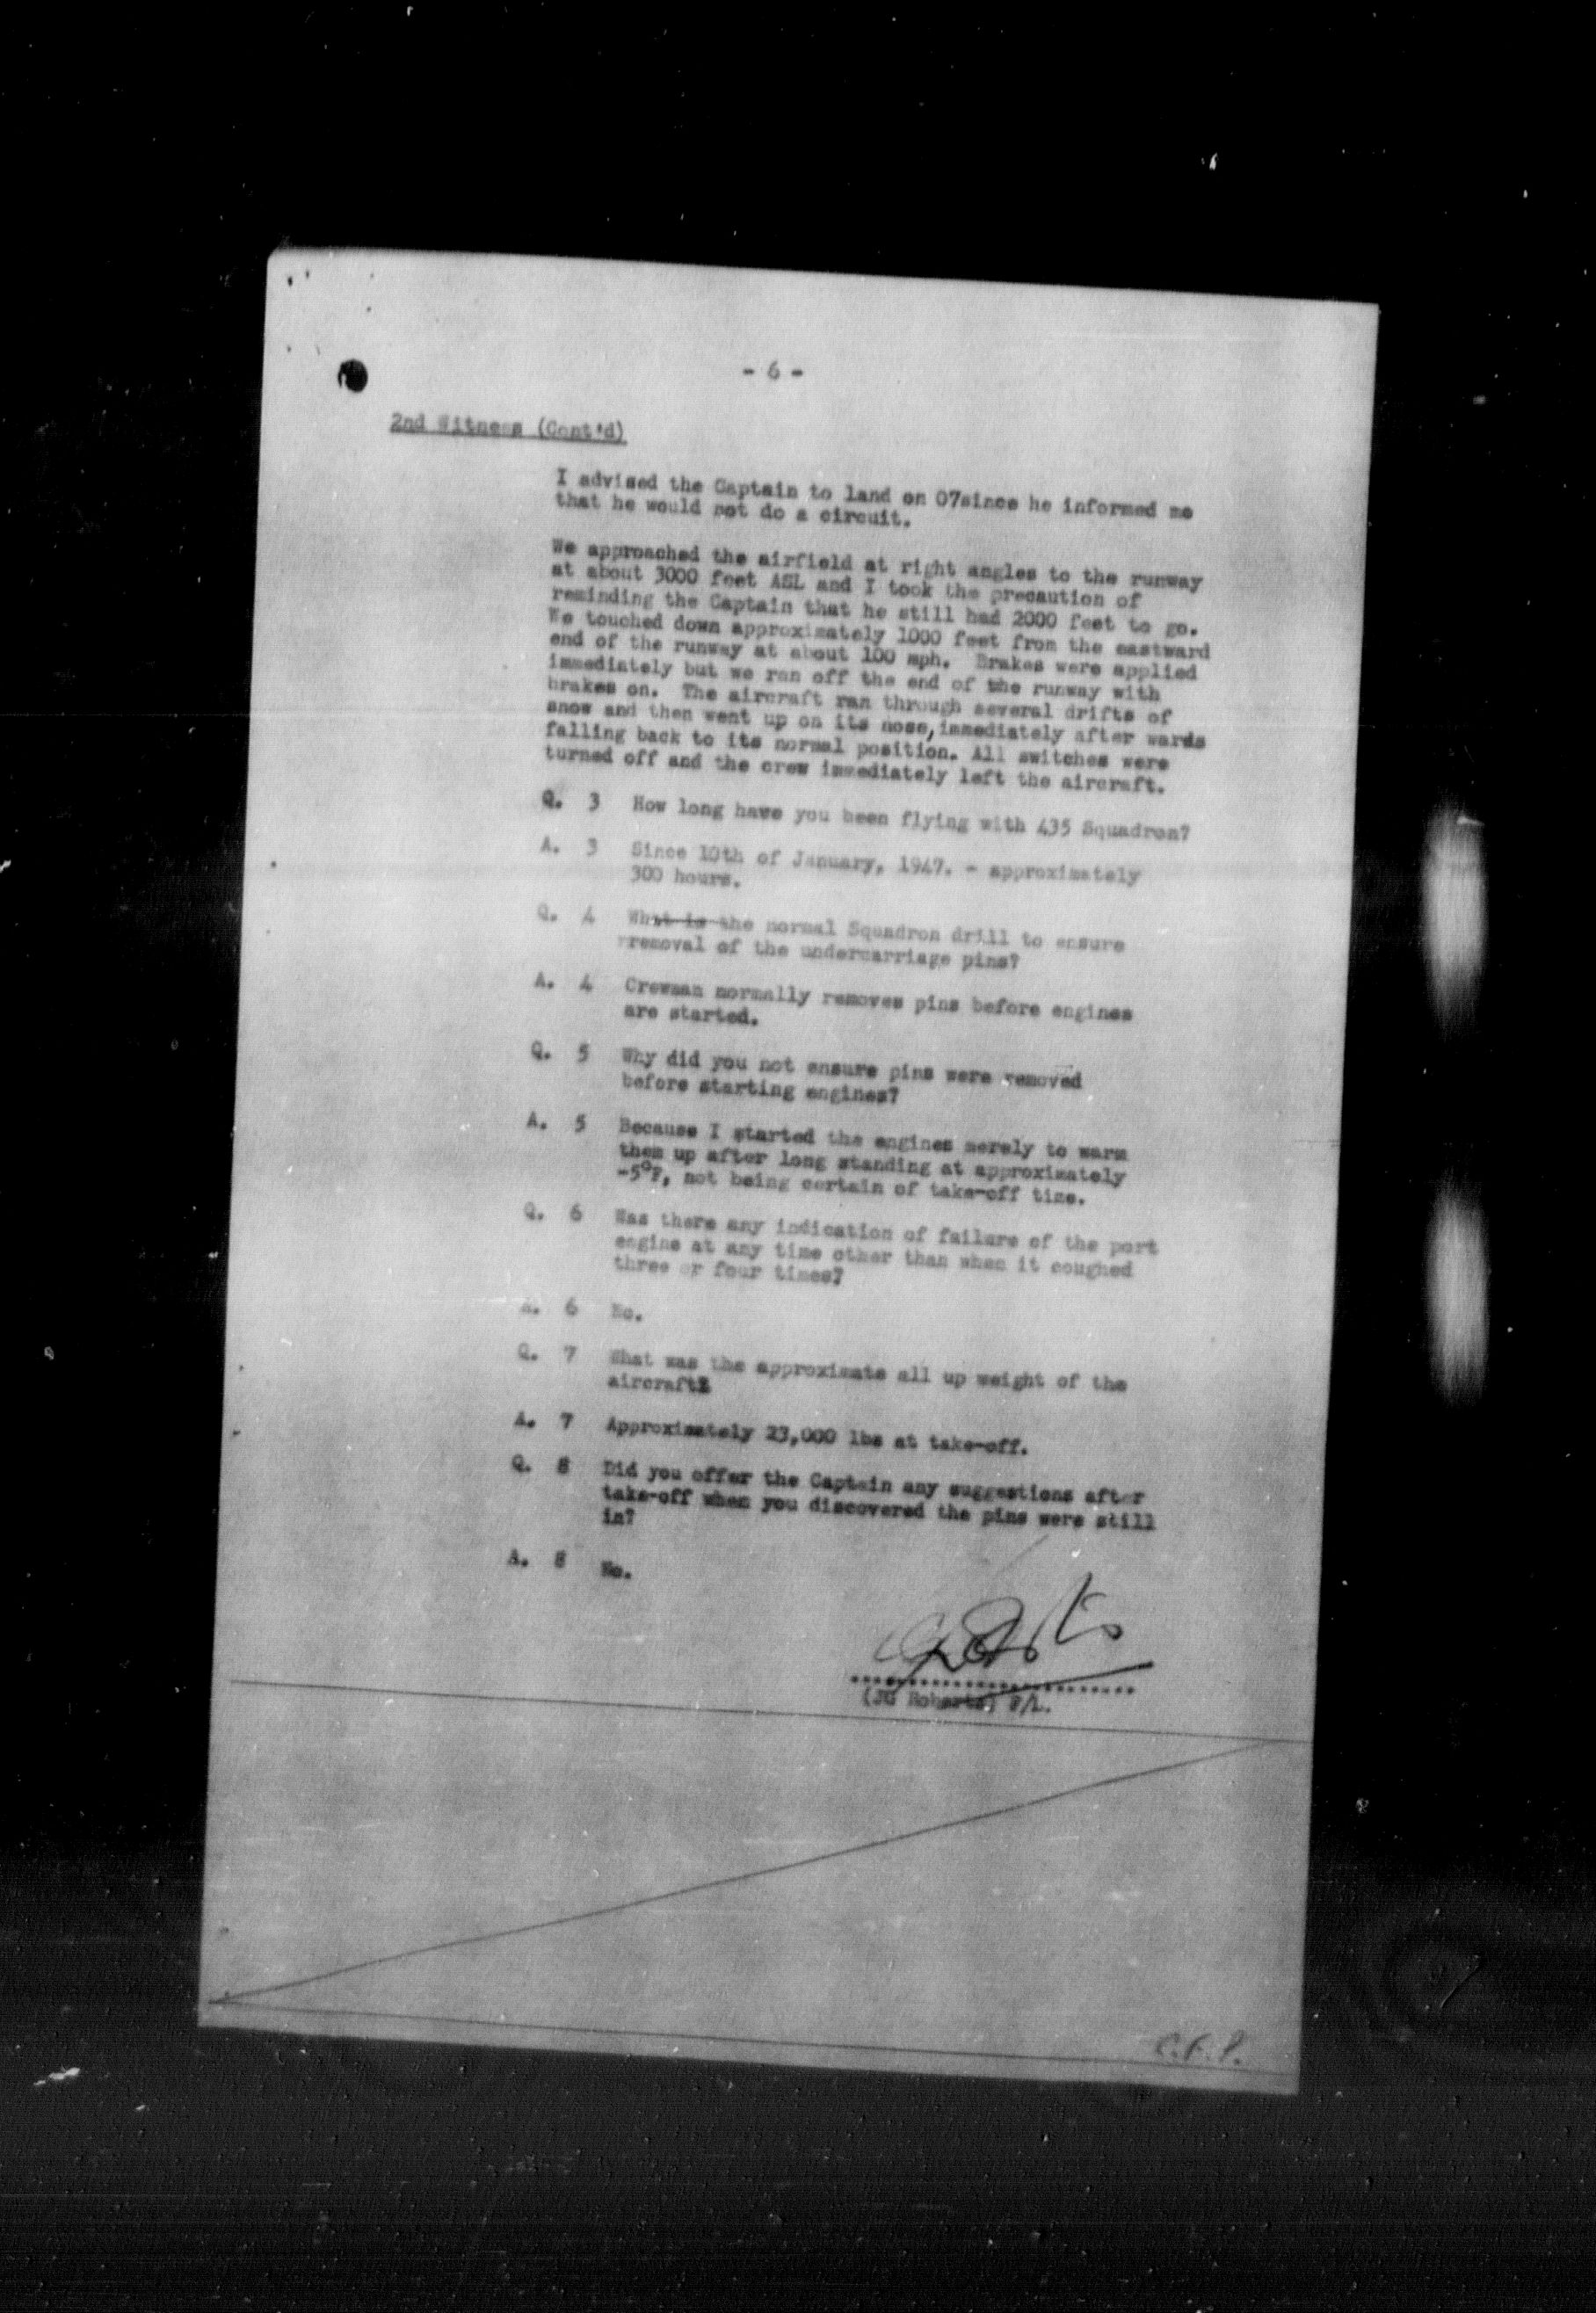 - 6 -
2nd Witness (Cont'd)
I advised the Captain to land on 07since he informed me
that he would not do a circuit.
We approached the airfield at right angles to the runway
at about 3000 feet ASL and I took the precaution of
reminding the Captain that he still had 2000 feet to go.
We touched down approximately 1000 feet from the eastward
end of the runway at about 100 mph. Brakes were applied
immediately but we ran off the end of the runway with
brakes on. The aircraft ran through several drifts of
snow and then went up on its nose, immediately after wards
falling back to its normal position. All switches were
turned off and the crew immediately left the aircraft.
Q. 3 How long have you been flying with 435 Squadron?
A. 3 Since 10th of January, 1947. - approximately
300 hours.
Q. 4 What is the normal Squadron drill to ensure
removal of the undercarriage pins?
A. 4 Crewman normally removes pins before engines
are started.
Q. 5 Why did you not ensure pins were removed
before starting engines?
A. 5 Because I started the engines merely to warm
them up after long standing at approximately
-5°F, not being certain of take-off time.
Q. 6 Was there any indication of failure of the port
engine at any time other than when it coughed
three or four times?
A. 6 No.
Q. 7 What was the approximate all up weight of the
aircraft?
A. 7 Approximately 23,000 lbs at take-off.
Q. 8 Did you offer the Captain any suggestions after
take-off when you discovered the pins were still
in?
A. 8 No.
(JG Roberts) F/L.